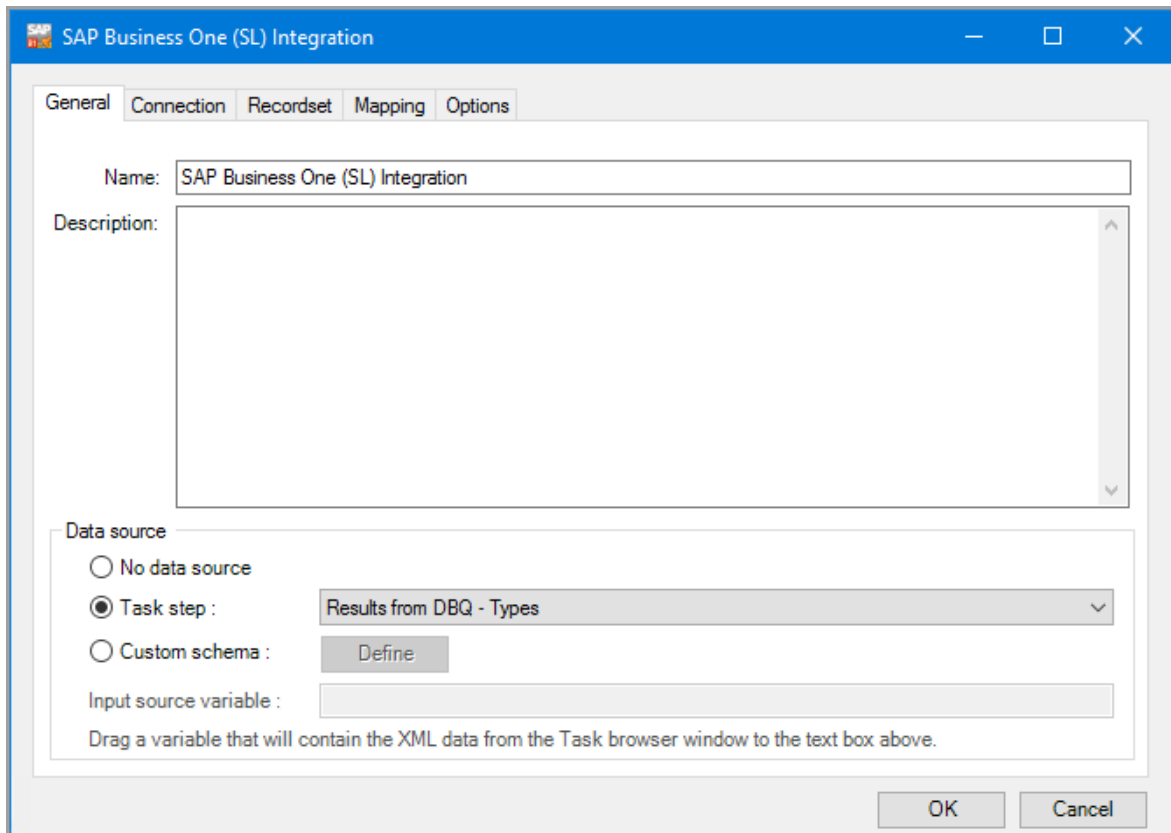 SAP Business One (SL) Integration
General Connection Recordset Mapping Options
Name: SAP Business One (SL) Integration
Description:
Data source
No data source
Task step : Results from DBQ - Types
Custom schema : Define
Input source variable :
Drag a variable that will contain the XML data from the Task browser window to the text box above.
OK Cancel